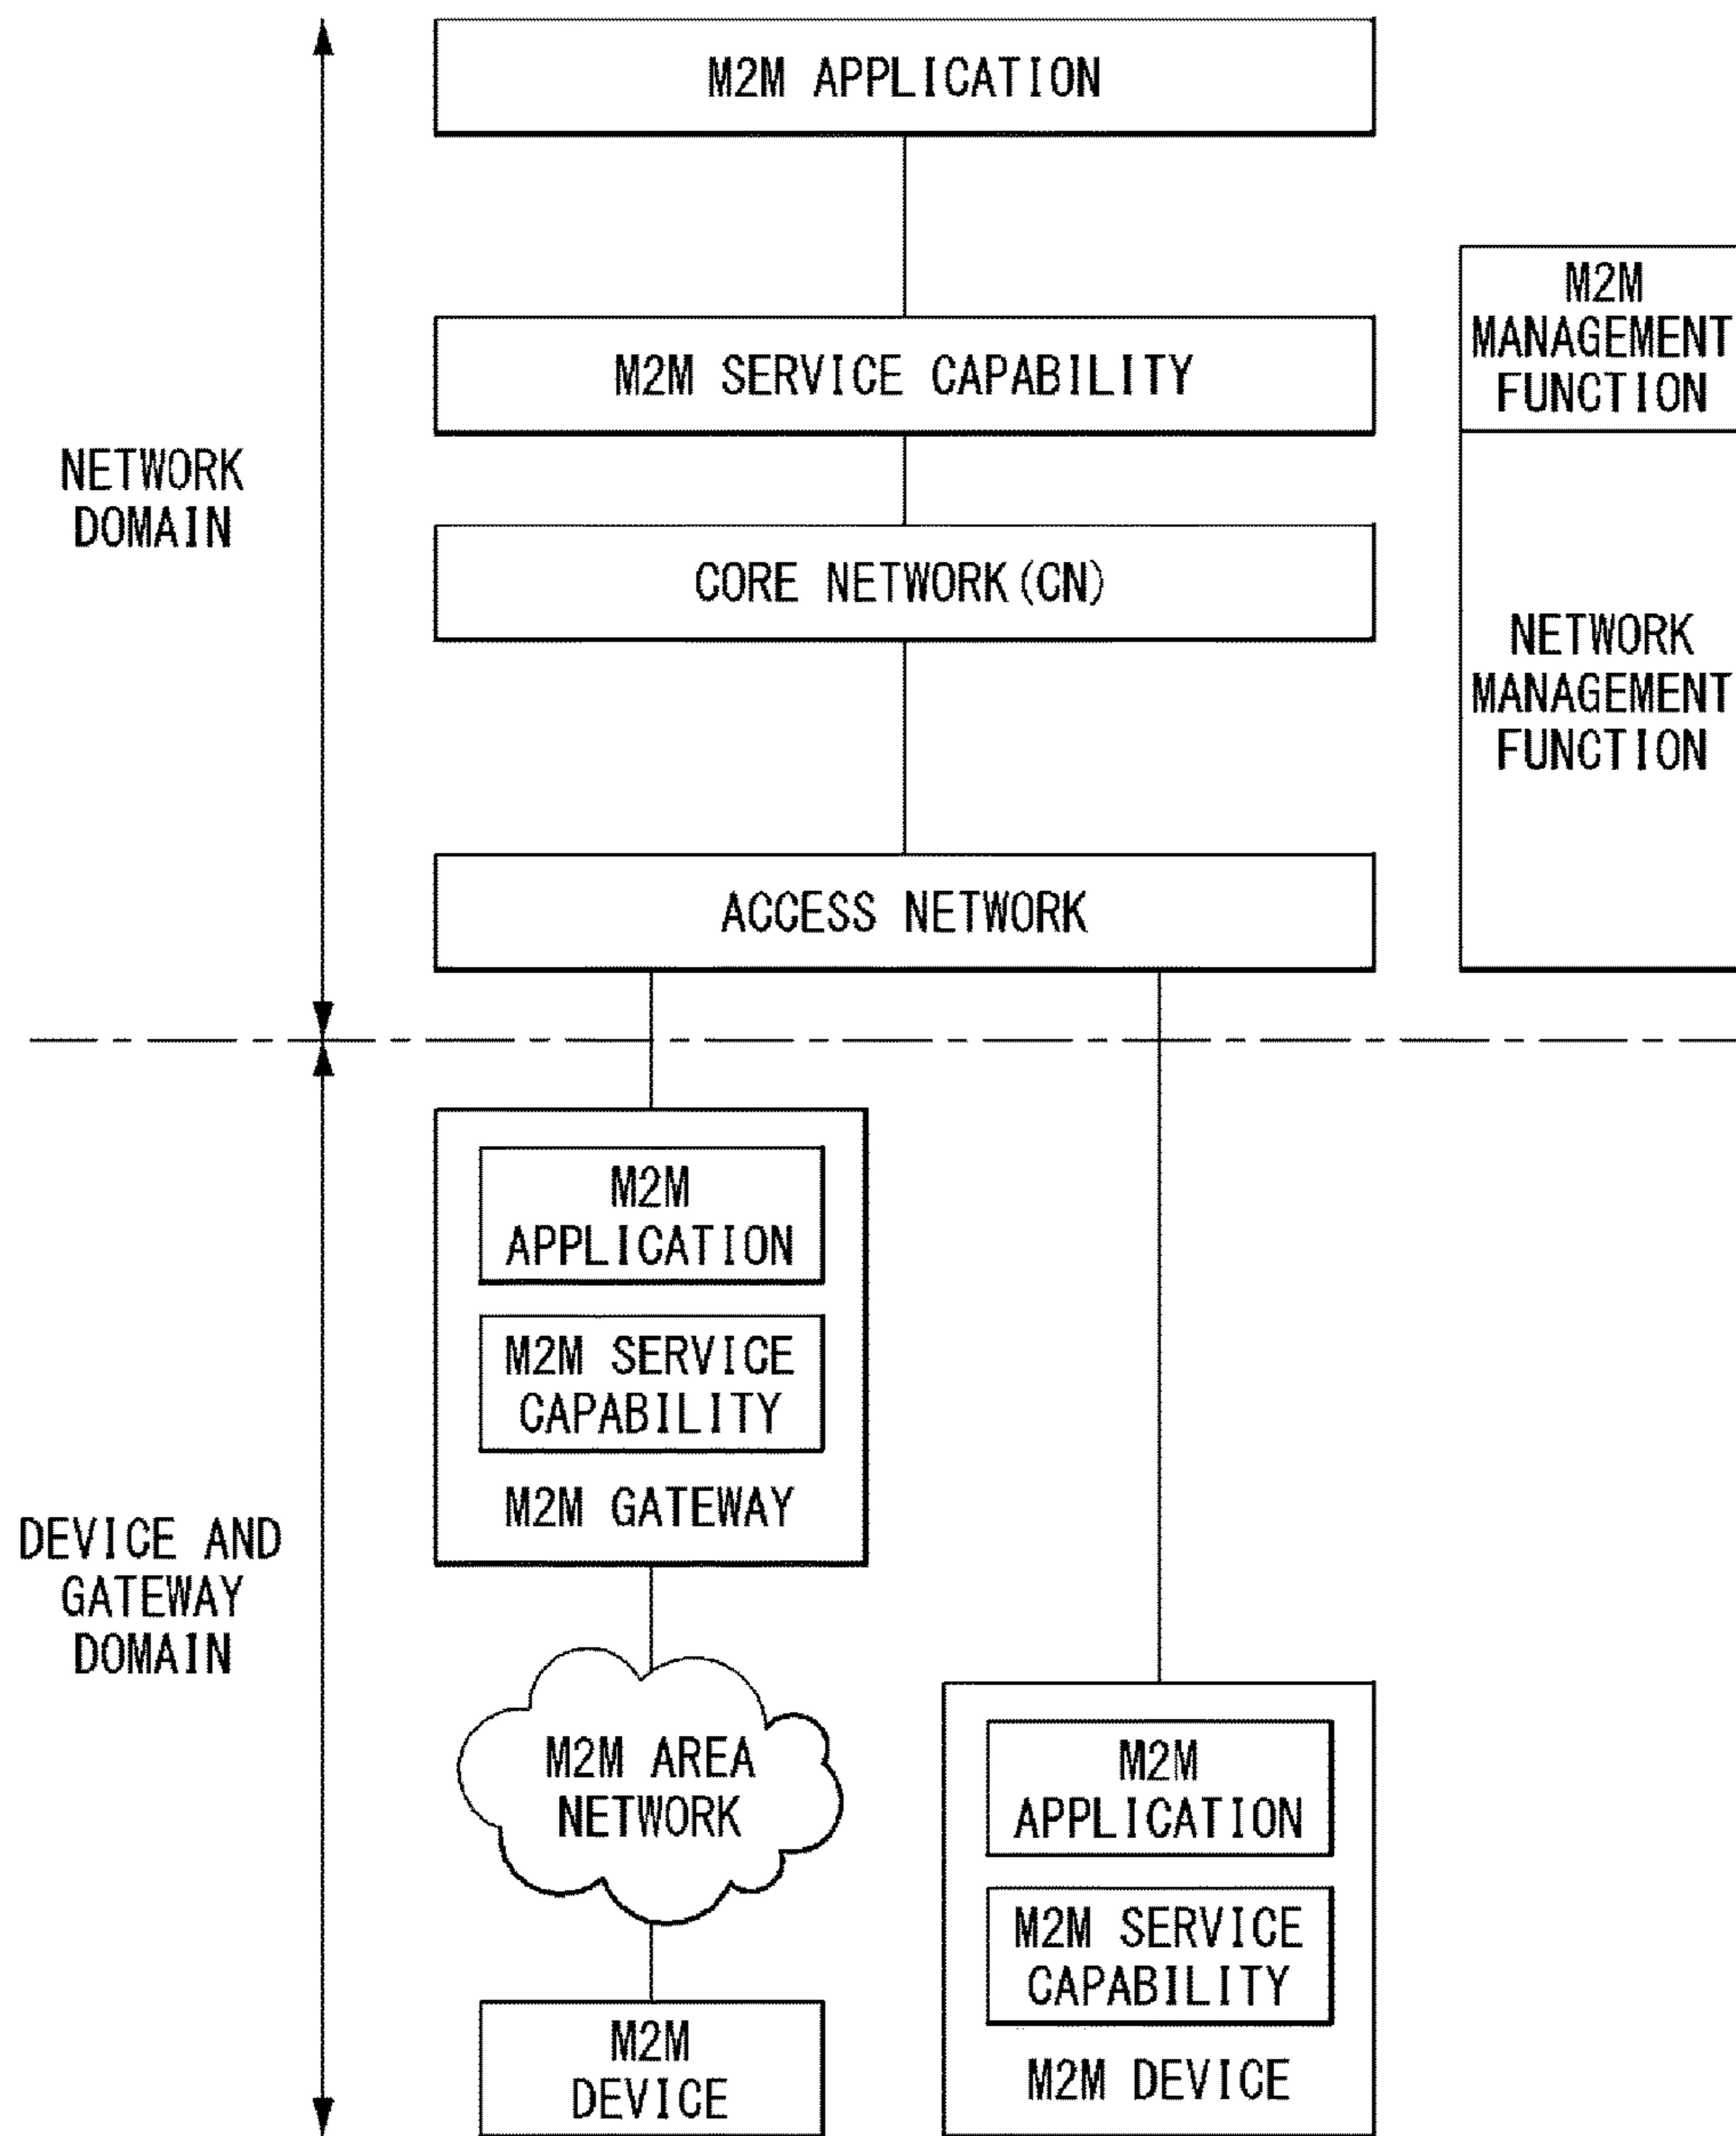 M2M APPLICATION
M2M SERVICE CAPABILITY
M2M
MANAGEMENT
FUNCTION
NETWORK
DOMAIN
CORE NETWORK(CN)
NETWORK
MANAGEMENT
FUNCTION
ACCESS NETWORK
M2M
APPLICATION
M2M SERVICE
CAPABILITY
M2M GATEWAY
DEVICE AND
GATEWAY
DOMAIN
M2M AREA
NETWORK
M2M
APPLICATION
M2M SERVICE
CAPABILITY
M2M DEVICE
M2M
DEVICE